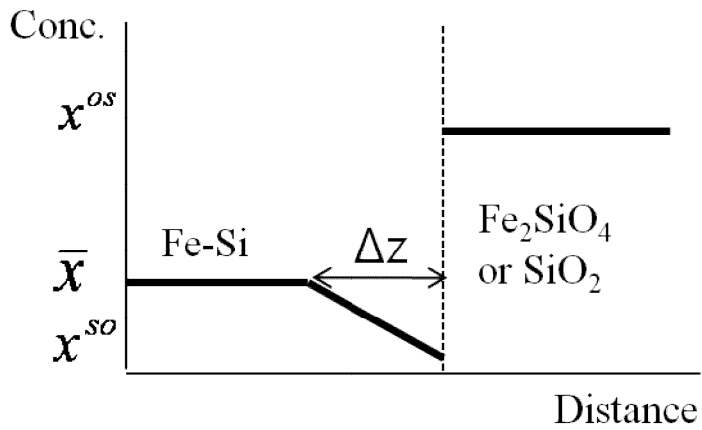 Conc.
x^{os}
Fe-Si
Δz
Fe₂SiO₄
or SiO₂
x̄
x^{so}
Distance